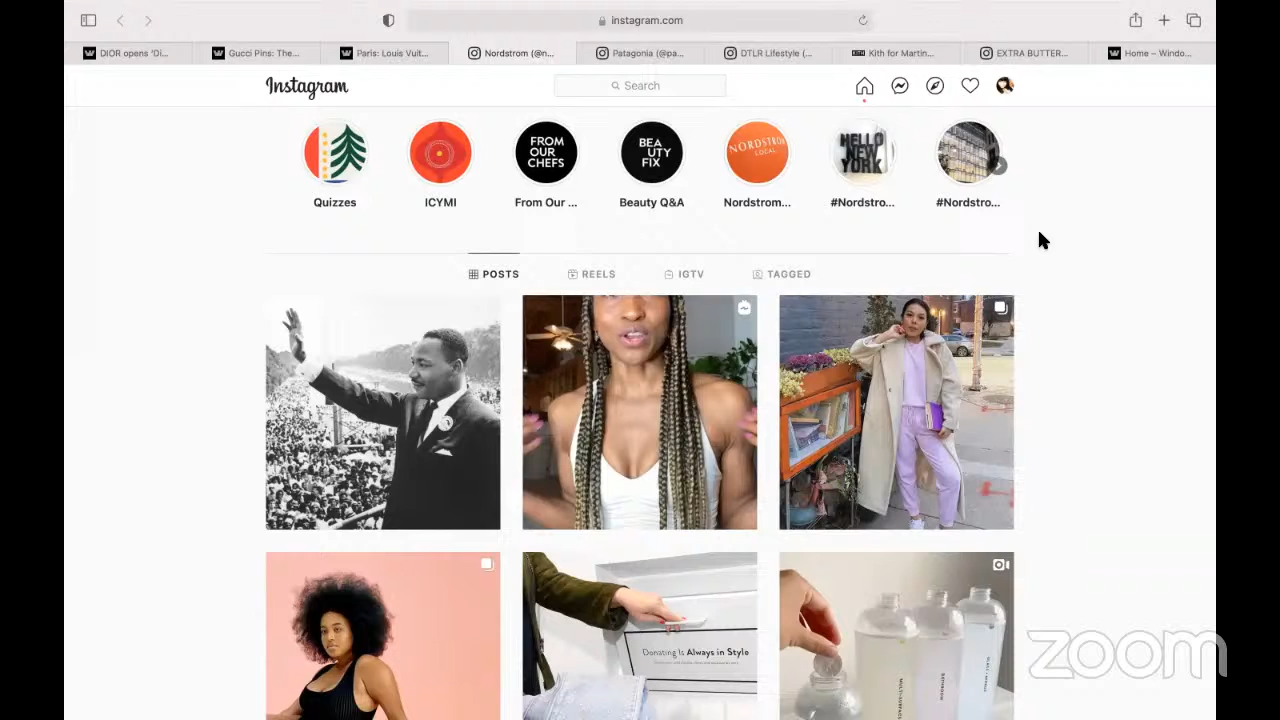 instagram.com
DIOR opens 'Di...
Gucci Pins: The...
Paris: Louis Vuit...
Nordstrom (@n...
Patagonia (@pa...
DTLR Lifestyle (...
Kith for Martin...
EXTRA BUTTER...
Home – Windo...
Instagram
Search
FROM
OUR
CHEFS
BEA
UTY
FIX
NORDSTROM
LOCAL
HELLO
NEW
YORK
Quizzes
ICYMI
From Our ...
Beauty Q&A
Nordstrom...
#Nordstro...
#Nordstro...
POSTS
REELS
IGTV
TAGGED
Donating Is Always in Style
zoom